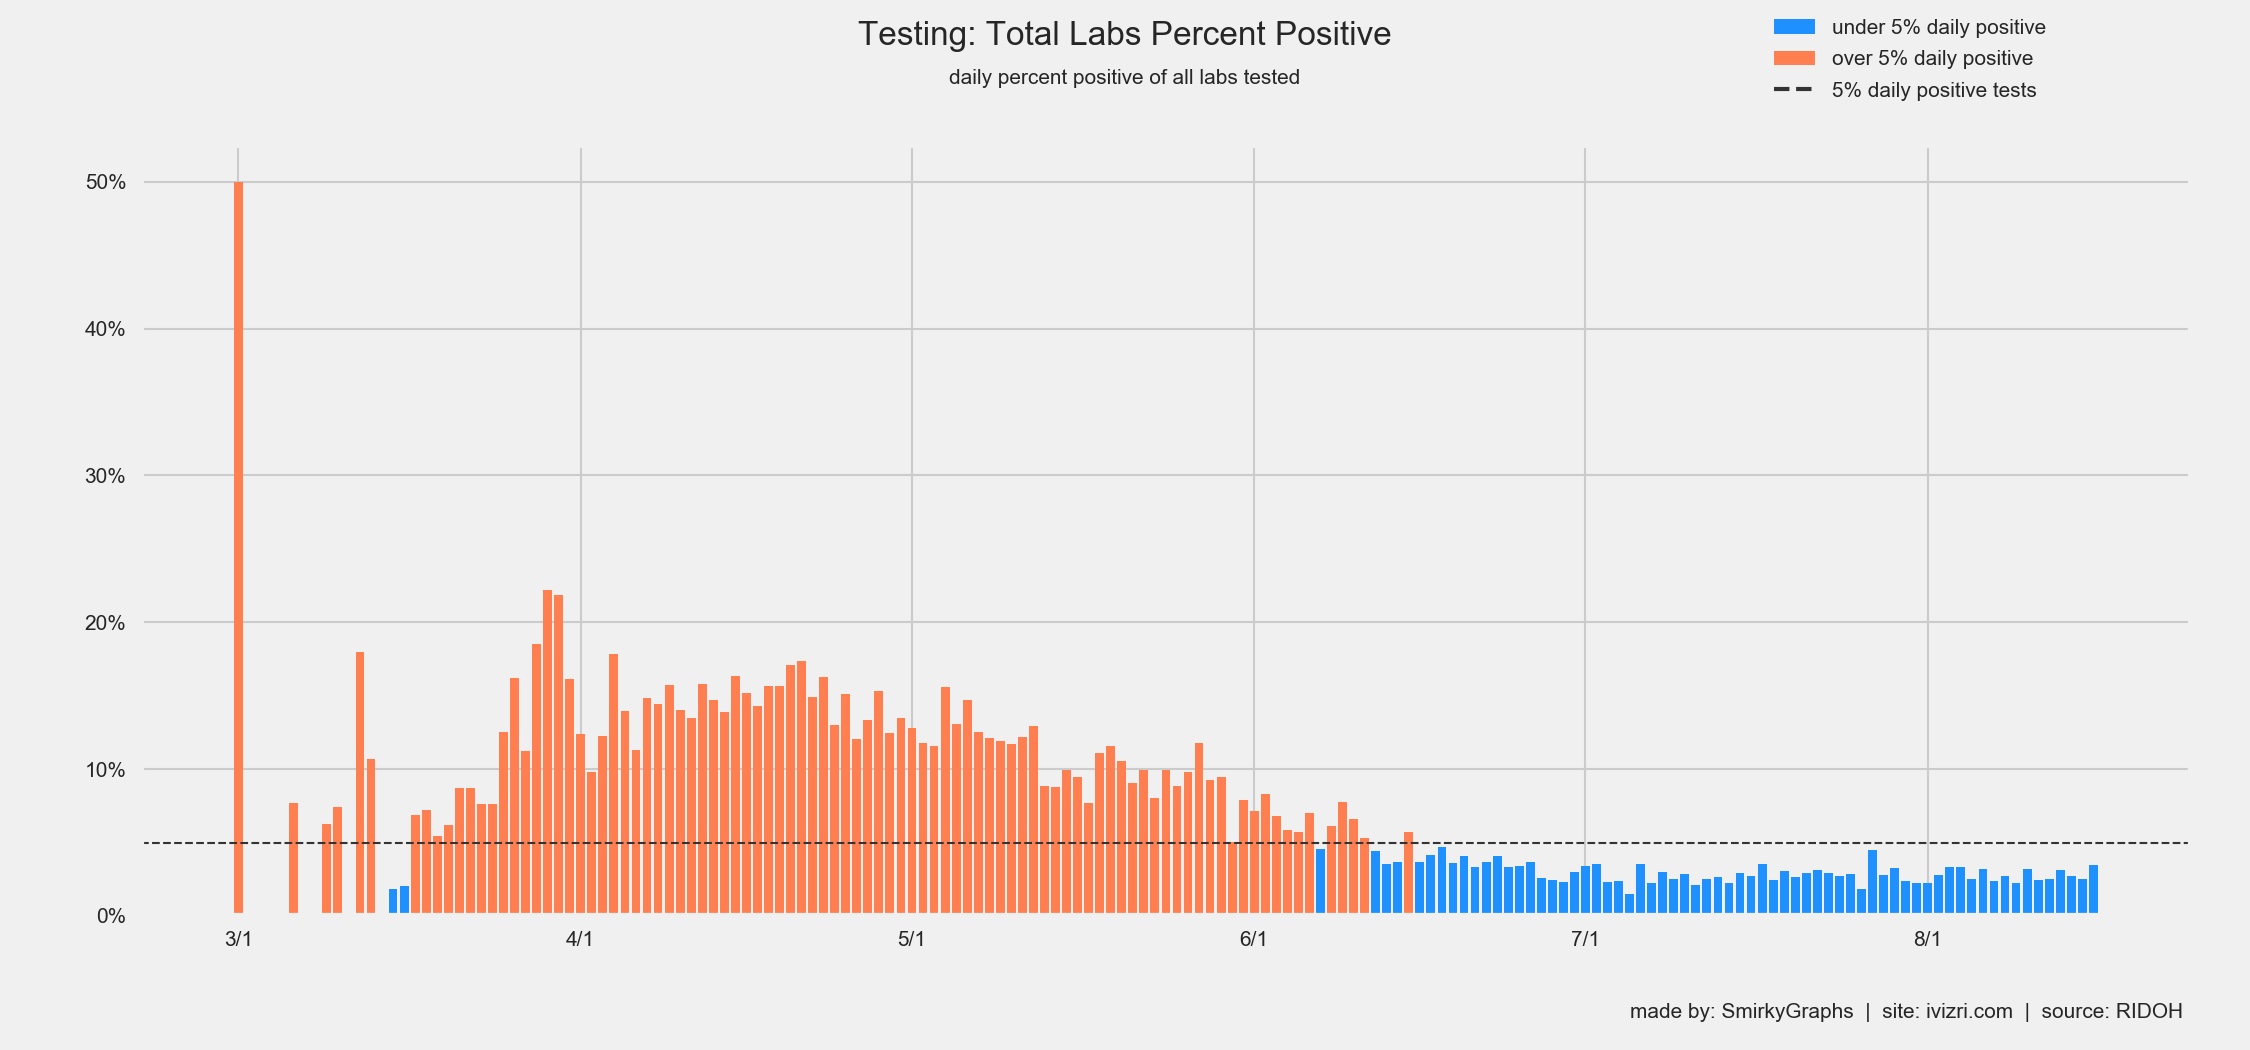 Testing: Total Labs Percent Positive
daily percent positive of all labs tested
under 5% daily positive
over 5% daily positive
5% daily positive tests
50%
40%
30%
20%
10%
0%
3/1
4/1
5/1
6/1
7/1
8/1
made by: SmirkyGraphs | site: ivizri.com | source: RIDOH